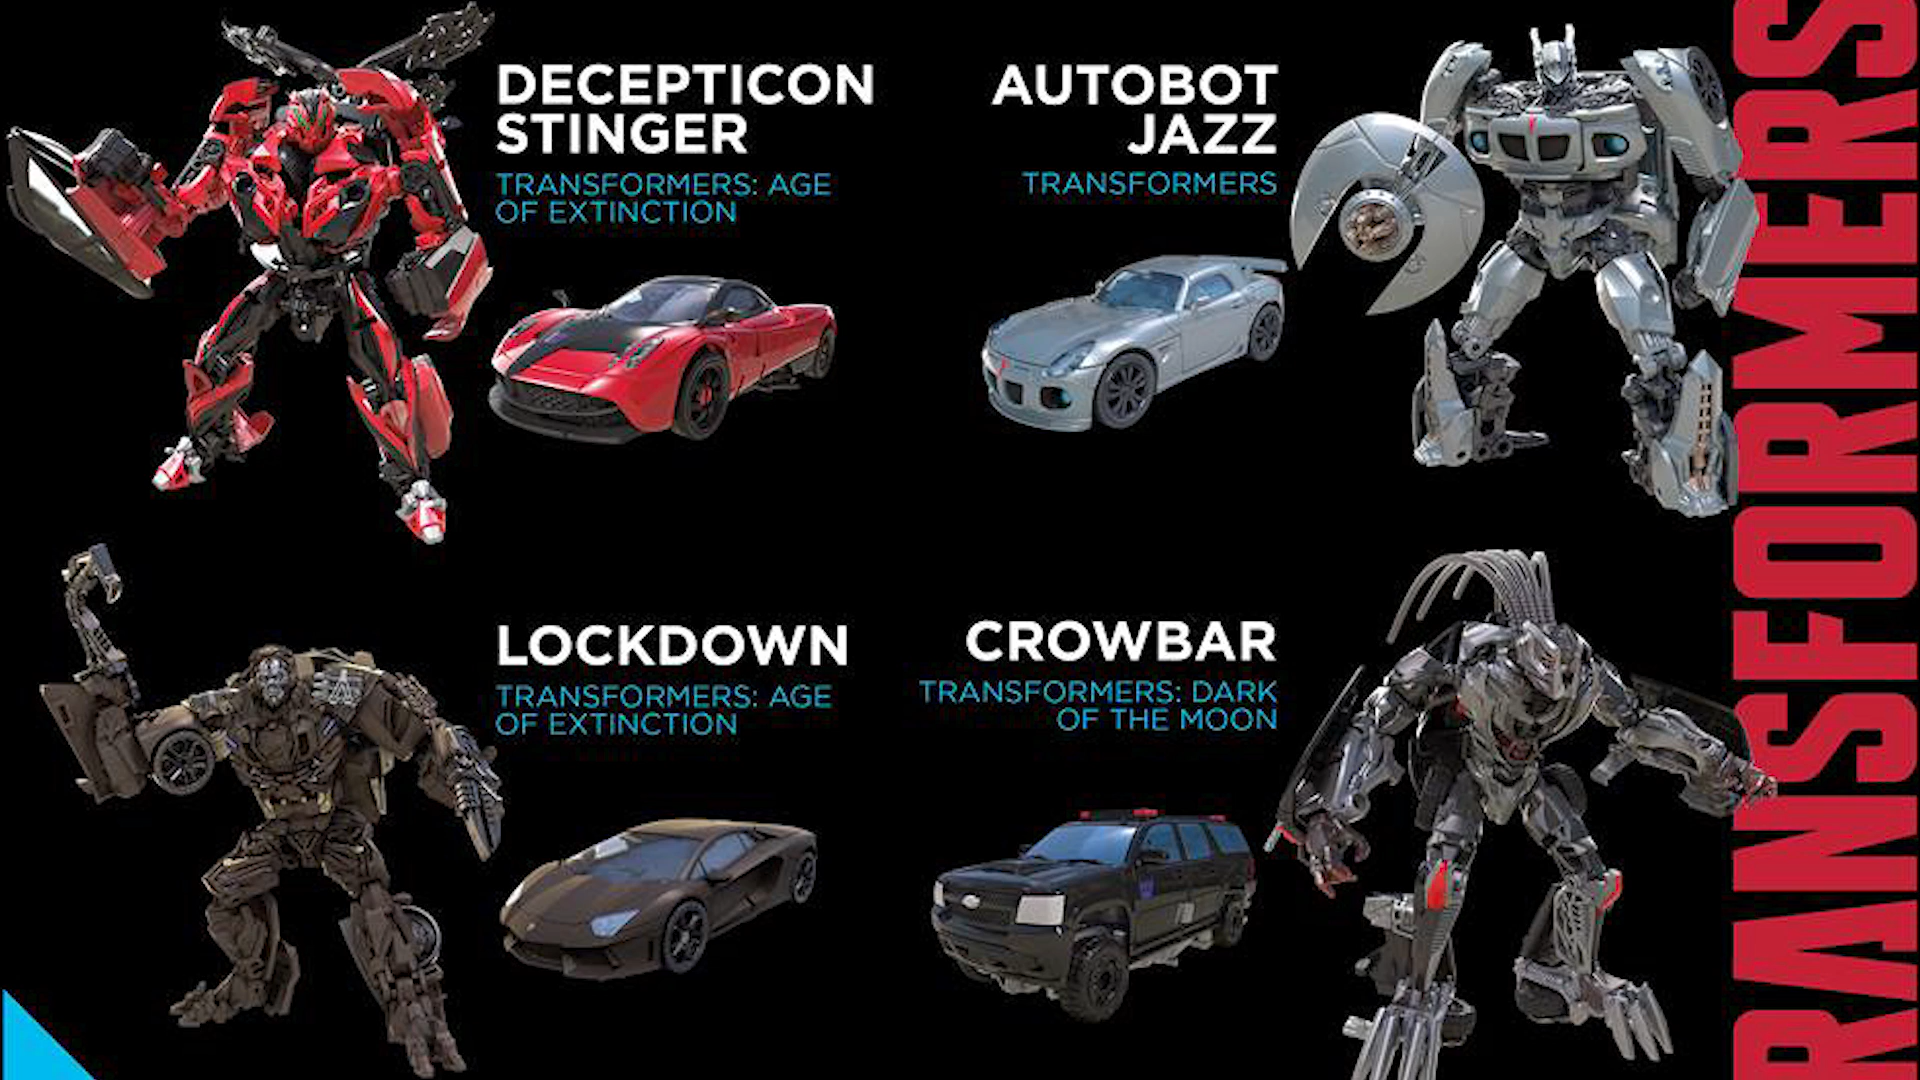 DECEPTICON
STINGER
TRANSFORMERS: AGE
OF EXTINCTION
AUTOBOT
JAZZ
TRANSFORMERS
LOCKDOWN
TRANSFORMERS: AGE
OF EXTINCTION
CROWBAR
TRANSFORMERS: DARK
OF THE MOON
RANSFORMERS